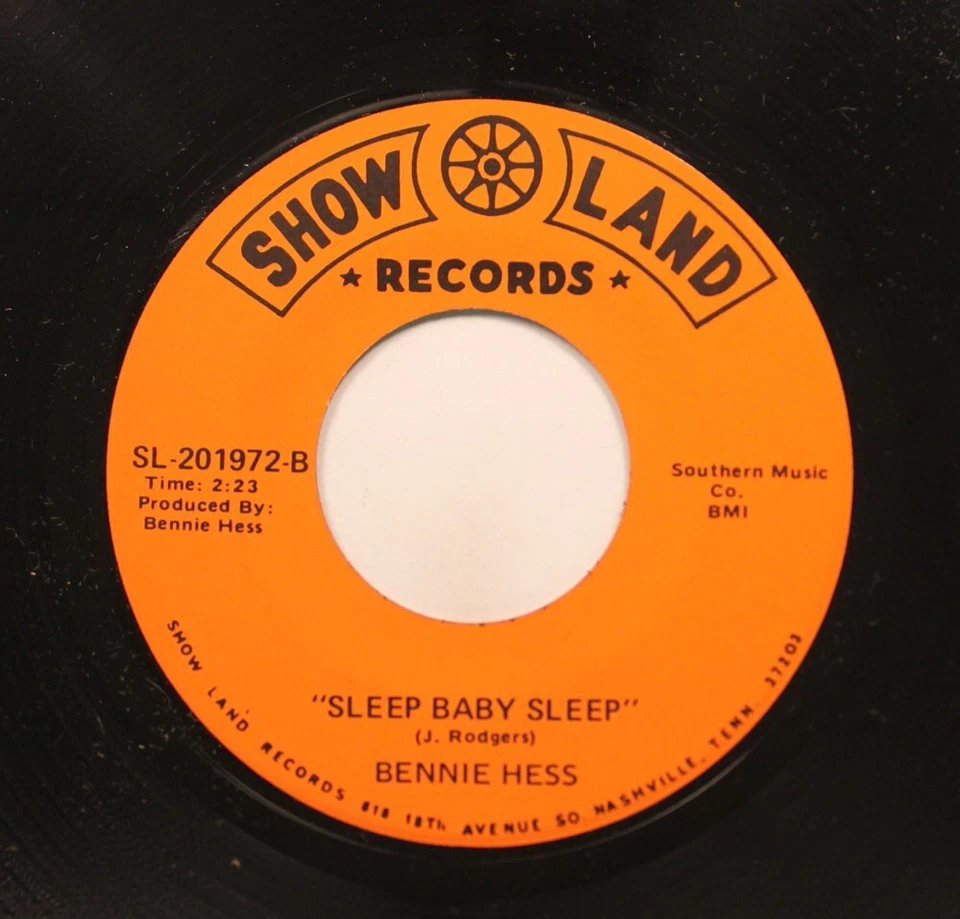 SHOW LAND
★ RECORDS ★
SL-201972-B
Time: 2:23
Produced By:
Bennie Hess
Southern Music
Co.
BMI
"SLEEP BABY SLEEP"
(J. Rodgers)
BENNIE HESS
SHOW LAND RECORDS 818 18Th AVENUE SO. NASHVILLE, TENN. 37203